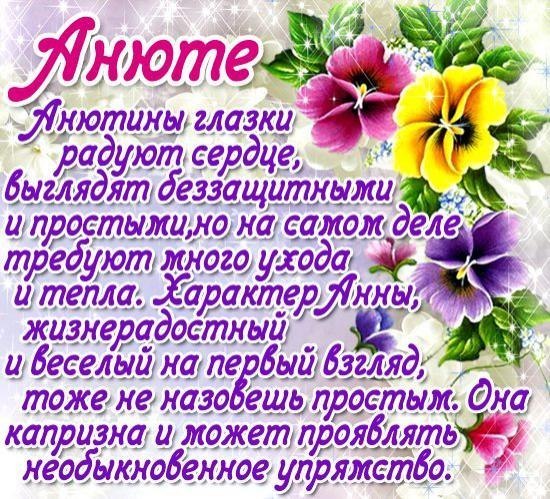 Анюте
Анютины глазки
радуют сердце,
выглядят беззащитными
и простыми,но на самом деле
требуют много ухода
и тепла. Характер Анны,
жизнерадостный
и веселый на первый взгляд,
тоже не назовёшь простым. Она
капризна и может проявлять
необыкновенное упрямство.